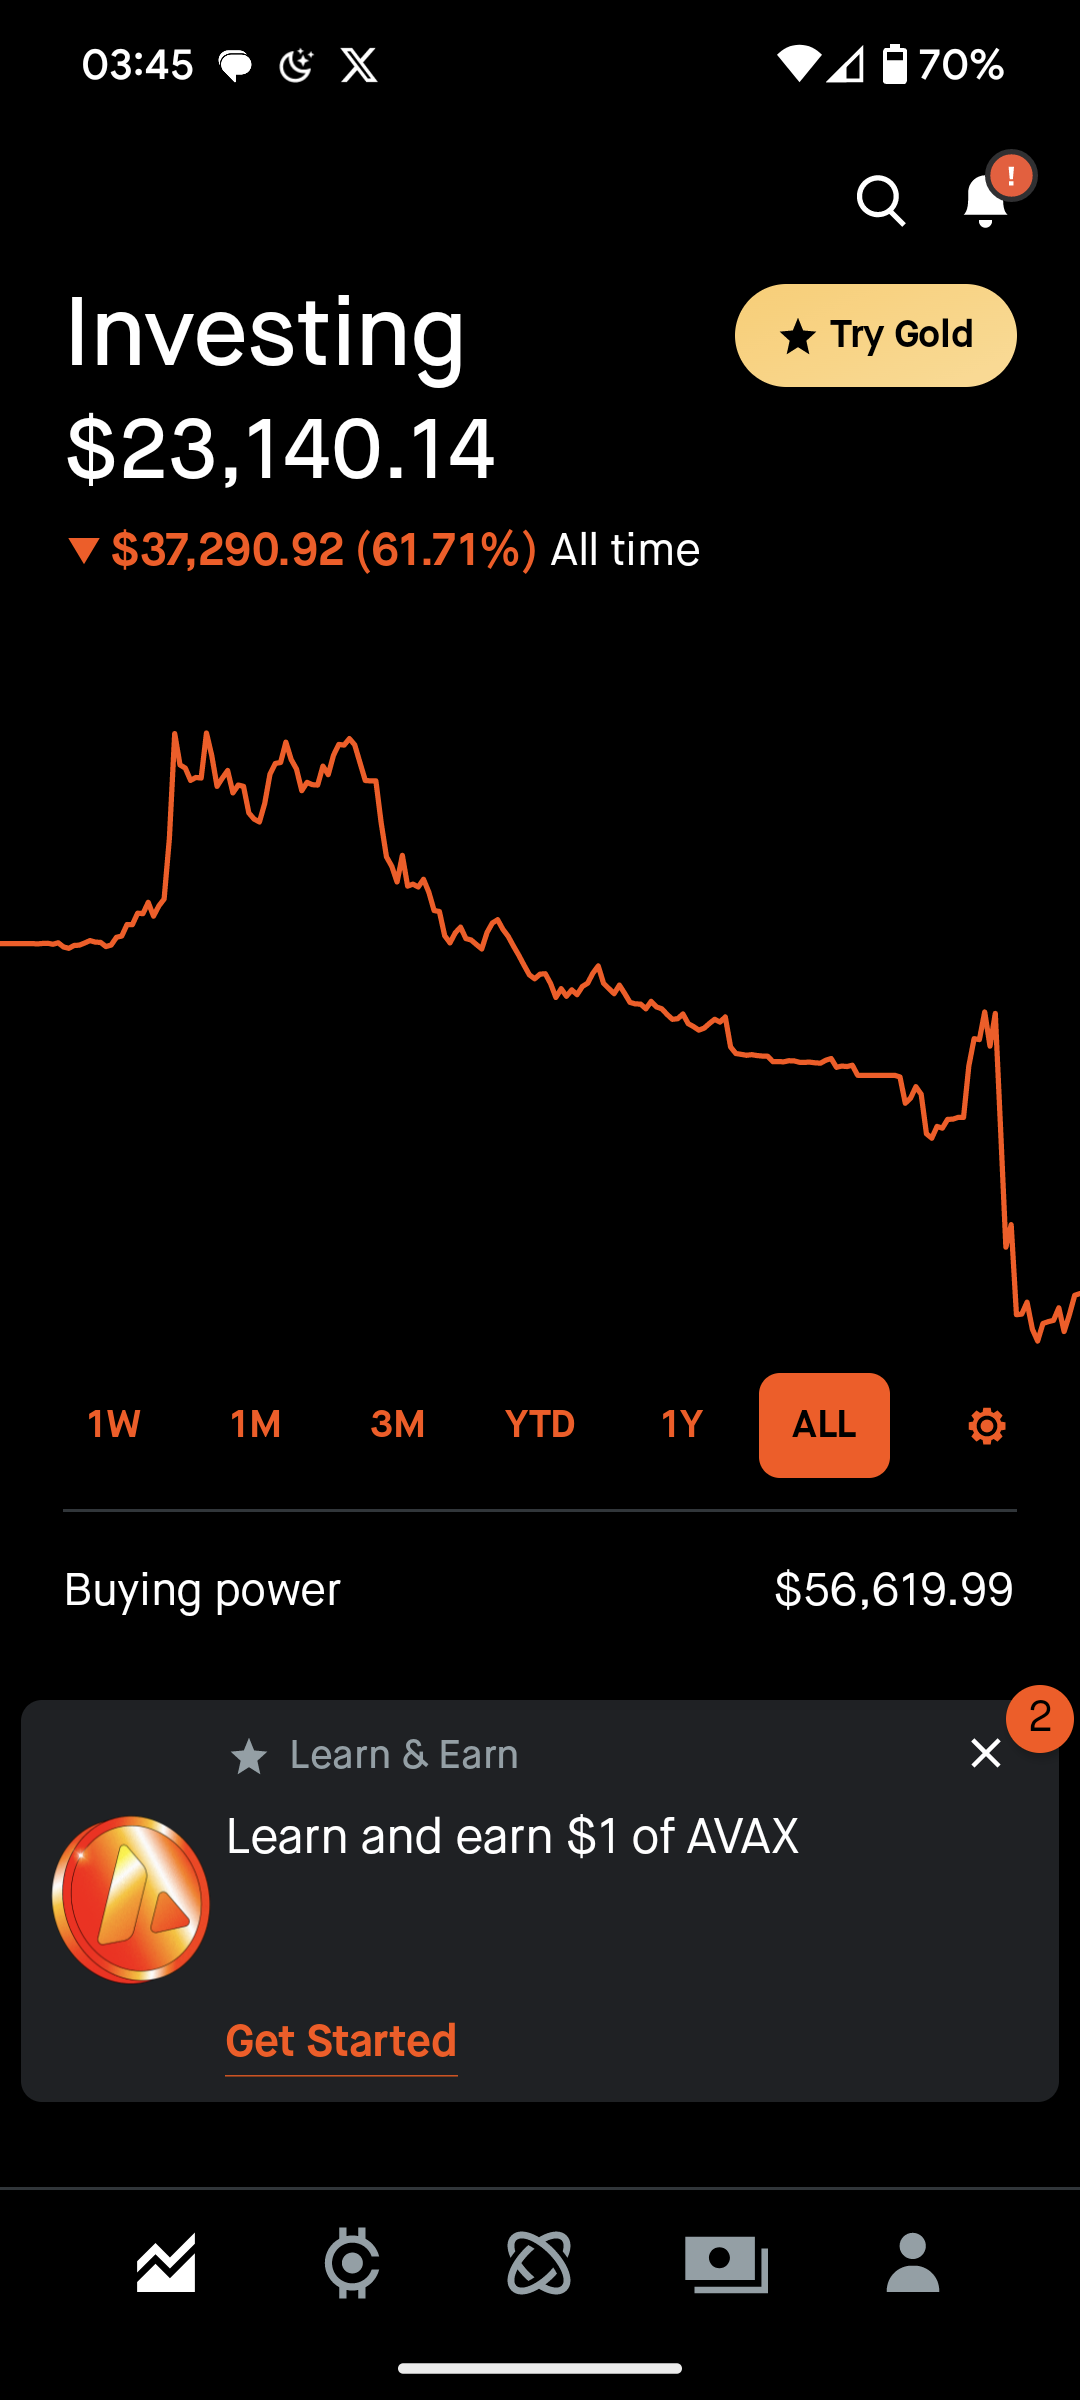 03:45
70%
!
Investing
Try Gold
$23,140.14
▼ $37,290.92 (61.71%) All time
1W 1M 3M YTD 1Y ALL
Buying power $56,619.99
2
Learn & Earn
Learn and earn $1 of AVAX
Get Started